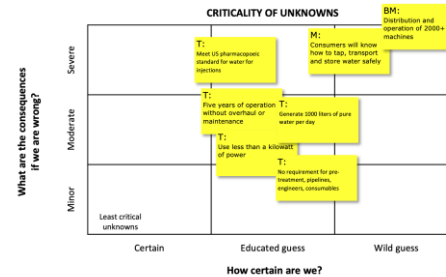 CRITICALITY OF UNKNOWNS
BM:
Distribution and
operation of 2000+
machines
M:
Consumers will know
how to tap, transport
and store water safely
T:
Meet US pharmacopoeic
standard for water for
injections
T:
Five years of operation
without overhaul or
maintenance
T:
Generate 1000 liters of pure
water per day
T:
Use less than a kilowatt
of power
T:
No requirement for pre-
treatment, pipelines,
engineers, consumables
What are the consequences
if we are wrong?
Severe
Moderate
Minor
Least critical
unknowns
Certain
Educated guess
Wild guess
How certain are we?